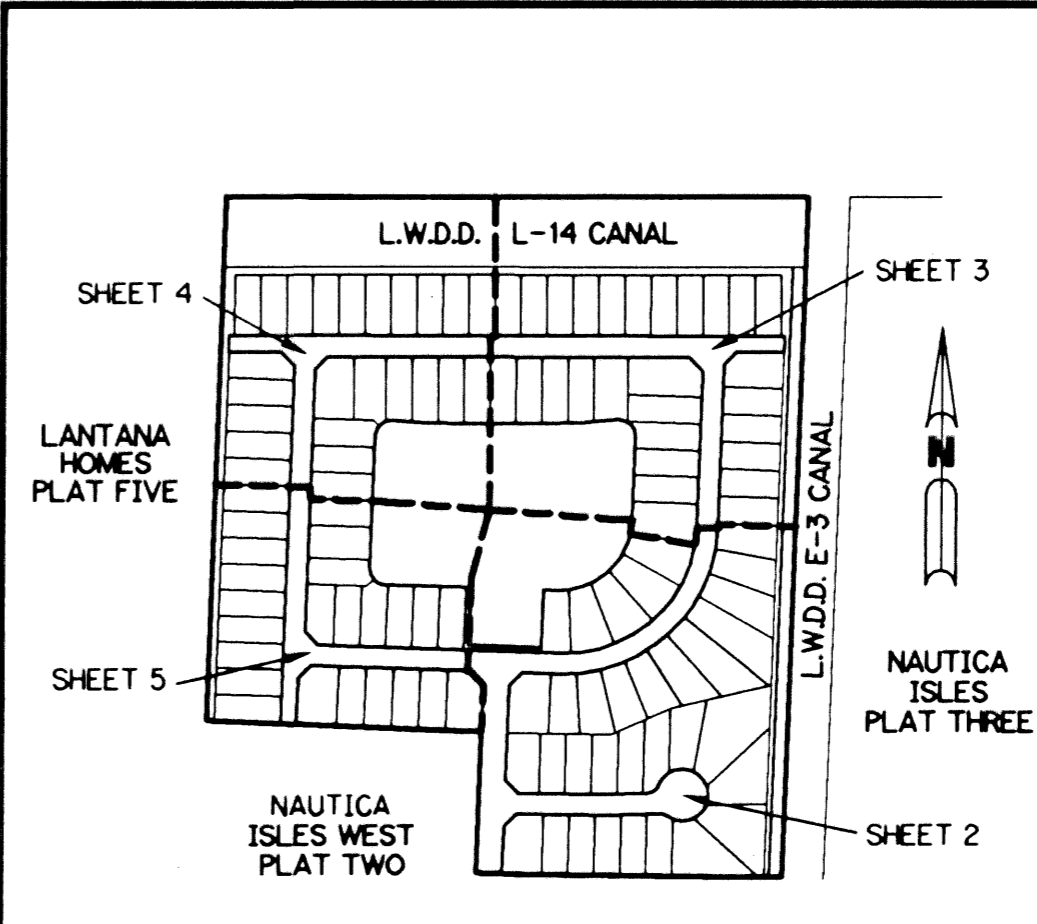 L.W.D.D. L-14 CANAL
SHEET 4
SHEET 3
LANTANA
HOMES
PLAT FIVE
N
L.W.D.D. E-3 CANAL
SHEET 5
NAUTICA
ISLES
PLAT THREE
NAUTICA
ISLES WEST
PLAT TWO
SHEET 2